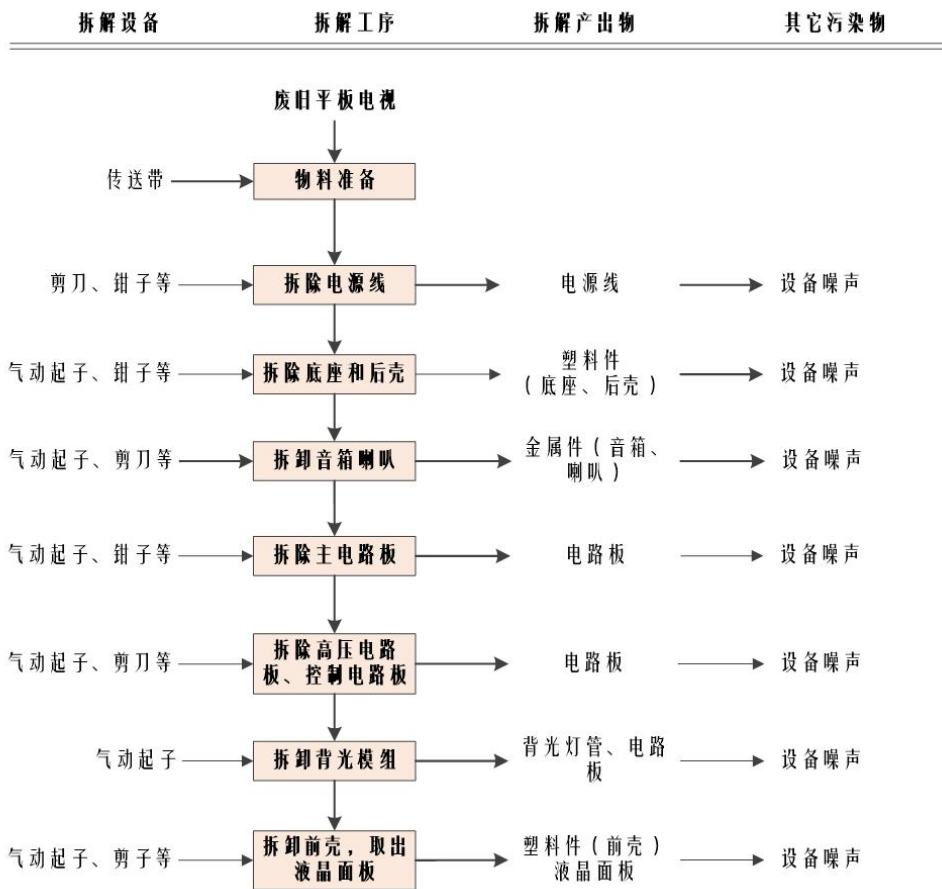 拆解设备 拆解工序 拆解产出物 其它污染物
废旧平板电视
传送带 物料准备
剪刀、钳子等 拆除电源线 电源线 设备噪声
气动起子、钳子等 拆除底座和后壳 塑料件
(底座、后壳) 设备噪声
气动起子、剪刀等 拆卸音箱喇叭 金属件(音箱、
喇叭) 设备噪声
气动起子、钳子等 拆除主电路板 电路板 设备噪声
气动起子、剪刀等 拆除高压电路
板、控制电路板 电路板 设备噪声
气动起子 拆卸背光模组 背光灯管、电路
板 设备噪声
气动起子、剪子等 拆卸前壳，取出
液晶面板 塑料件(前壳)
液晶面板 设备噪声